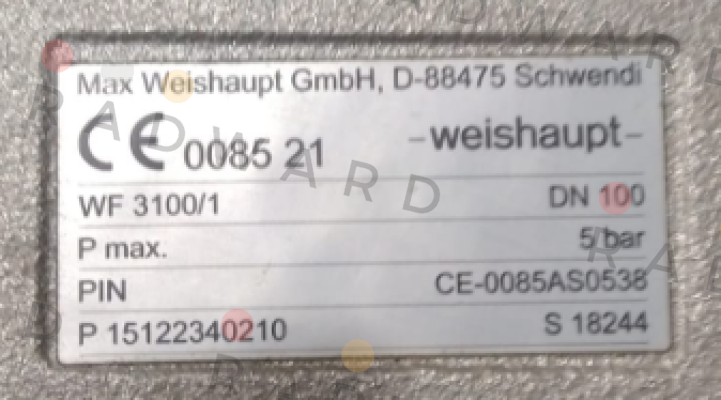 Max Weishaupt GmbH, D-88475 Schwendi
CE 0085 21 -weishaupt-
WF 3100/1 DN 100
P max. 5 bar
PIN CE-0085AS0538
P 15122340210 S 18244